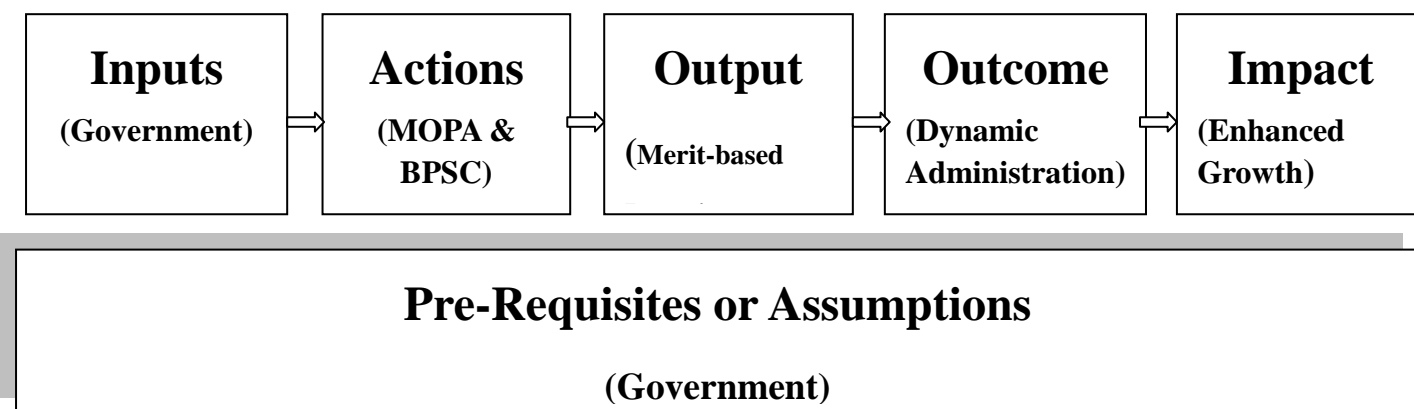 Inputs
(Government)
Actions
(MOPA &
BPSC)
Output
(Merit-based
Outcome
(Dynamic
Administration)
Impact
(Enhanced
Growth)
Pre-Requisites or Assumptions
(Government)